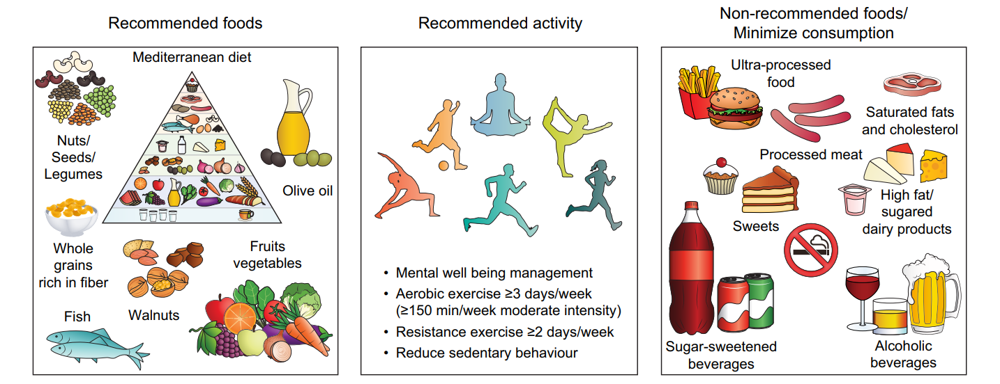 Recommended foods
Mediterranean diet
Nuts/
Seeds/
Legumes
Olive oil
Whole
grains
rich in fiber
Fruits
vegetables
Walnuts
Fish
Recommended activity
• Mental well being management
• Aerobic exercise ≥3 days/week
(≥150 min/week moderate intensity)
• Resistance exercise ≥2 days/week
• Reduce sedentary behaviour
Non-recommended foods/
Minimize consumption
Ultra-processed
food
Saturated fats
and cholesterol
Processed meat
High fat/
sugared
dairy products
Sweets
Sugar-sweetened
beverages
Alcoholic
beverages